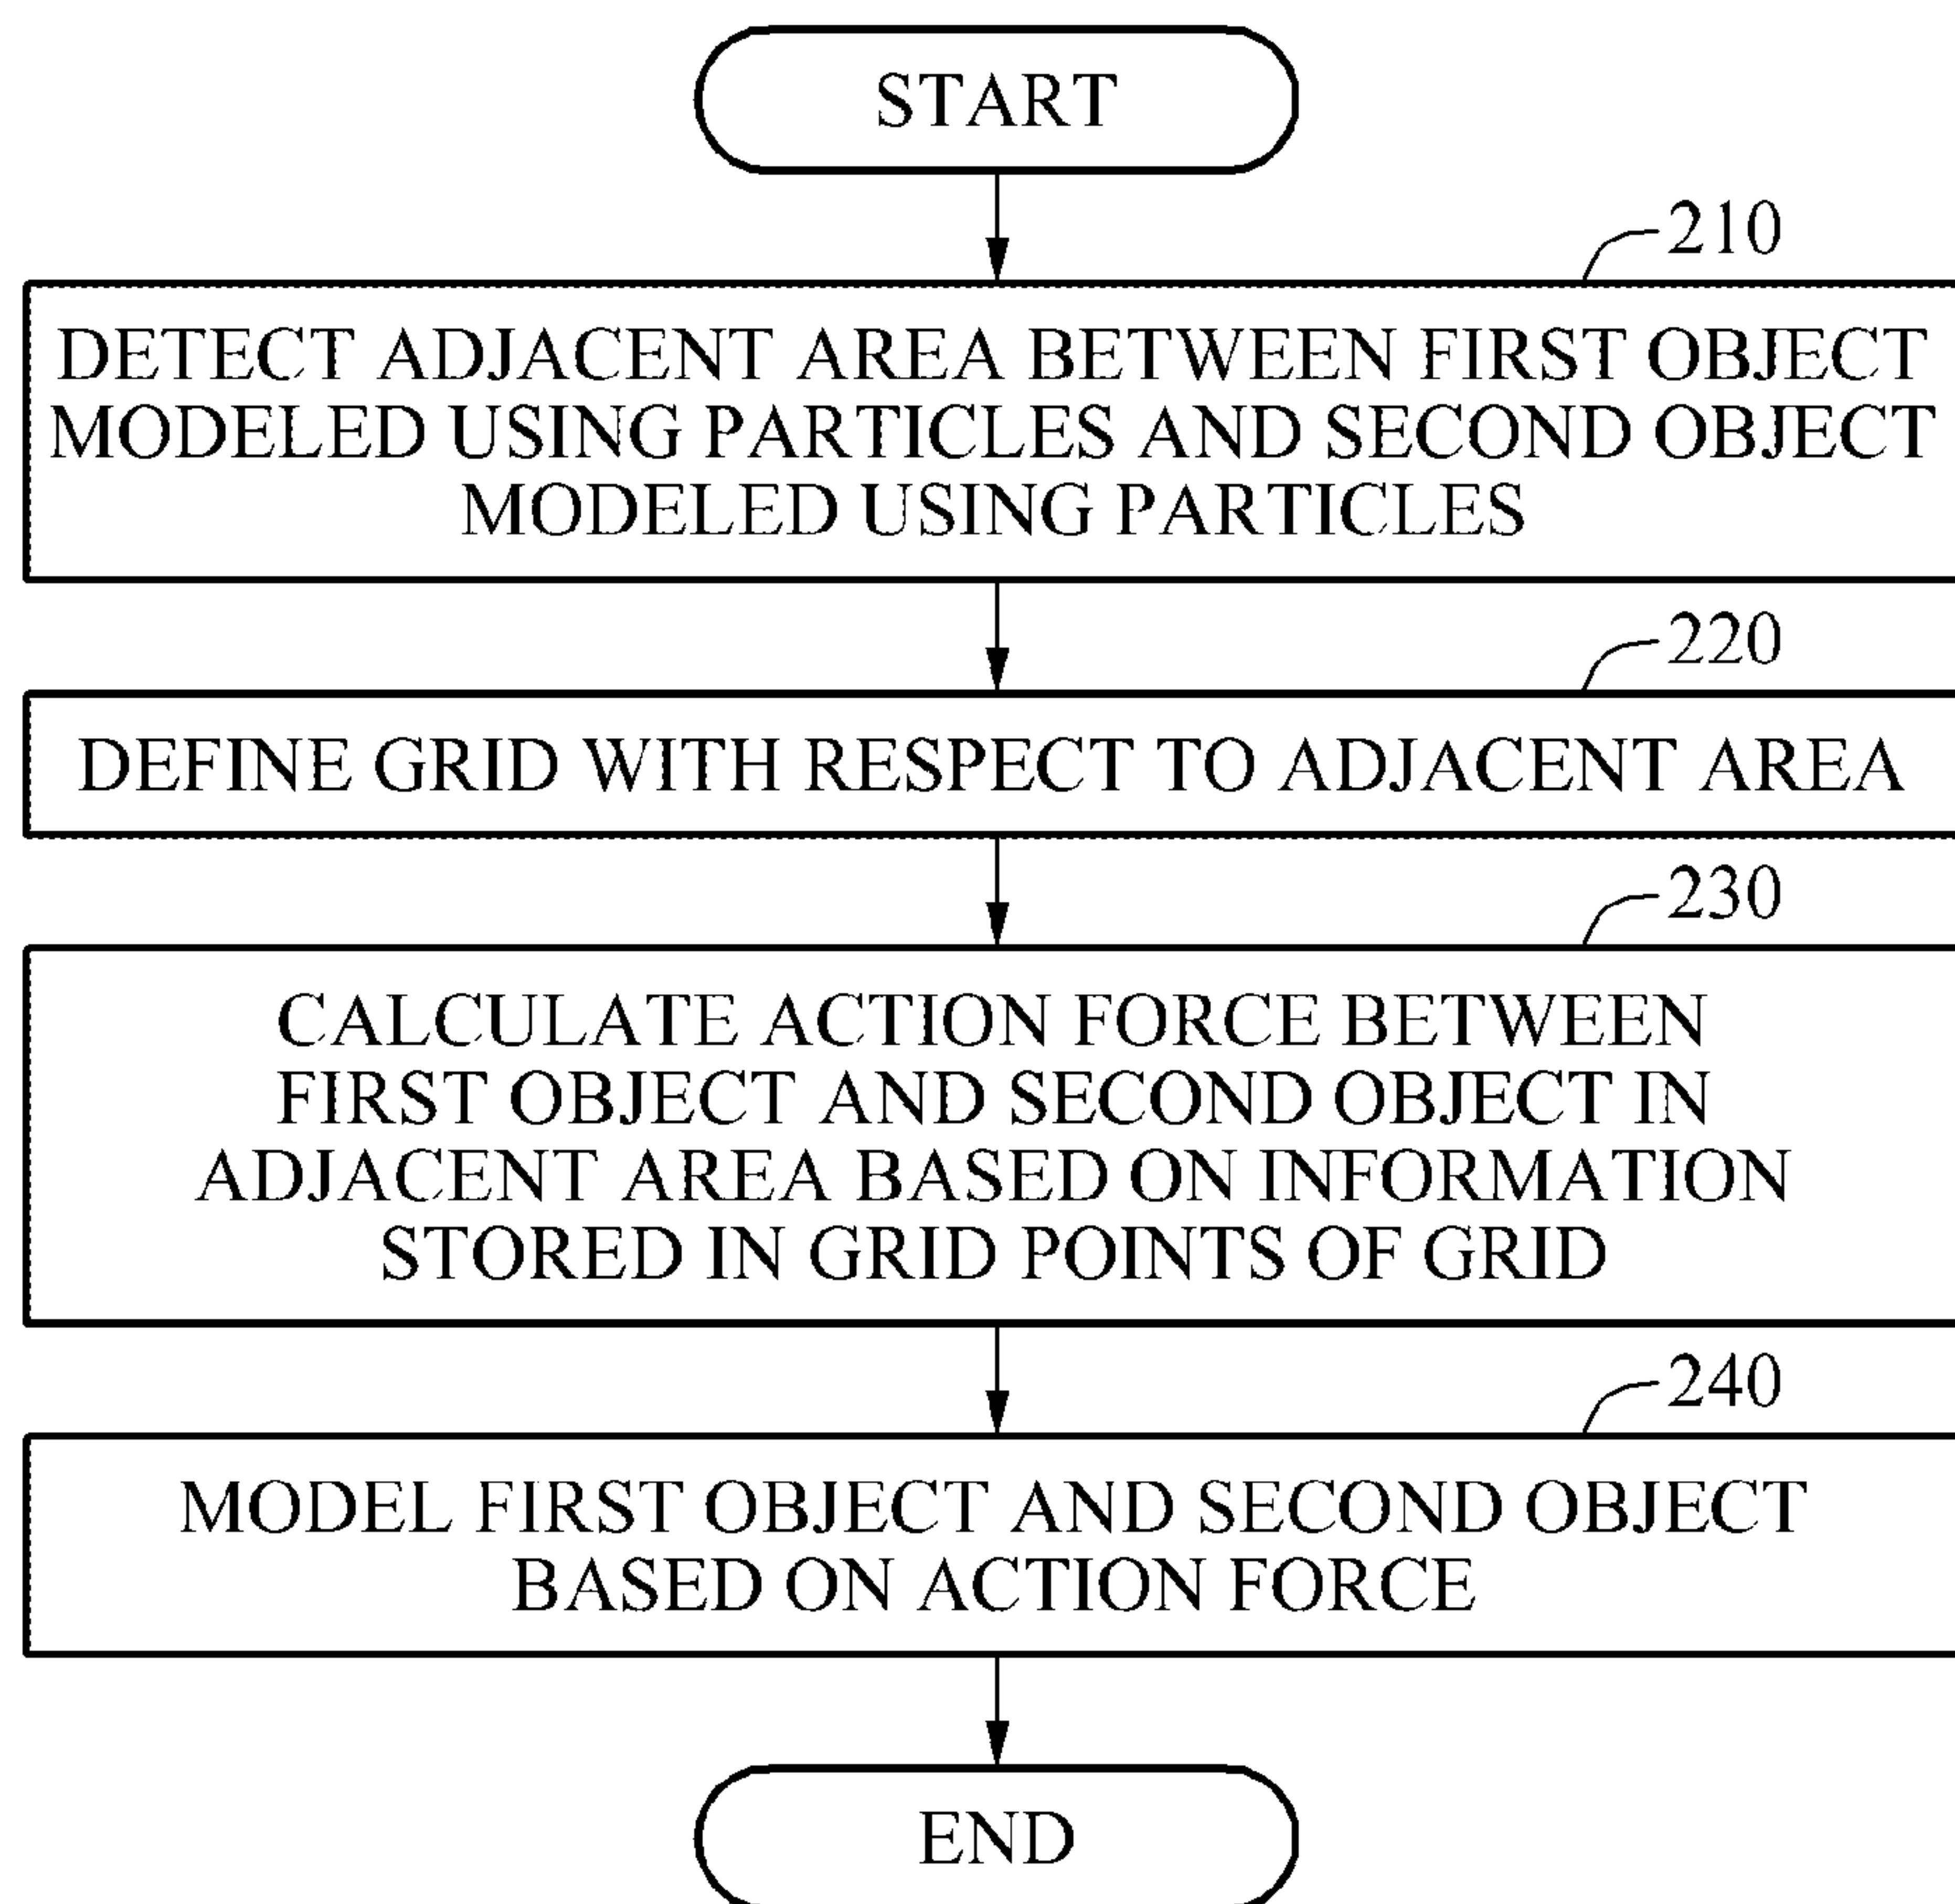 START
210
DETECT ADJACENT AREA BETWEEN FIRST OBJECT
MODELED USING PARTICLES AND SECOND OBJECT
MODELED USING PARTICLES
220
DEFINE GRID WITH RESPECT TO ADJACENT AREA
230
CALCULATE ACTION FORCE BETWEEN
FIRST OBJECT AND SECOND OBJECT IN
ADJACENT AREA BASED ON INFORMATION
STORED IN GRID POINTS OF GRID
240
MODEL FIRST OBJECT AND SECOND OBJECT
BASED ON ACTION FORCE
END